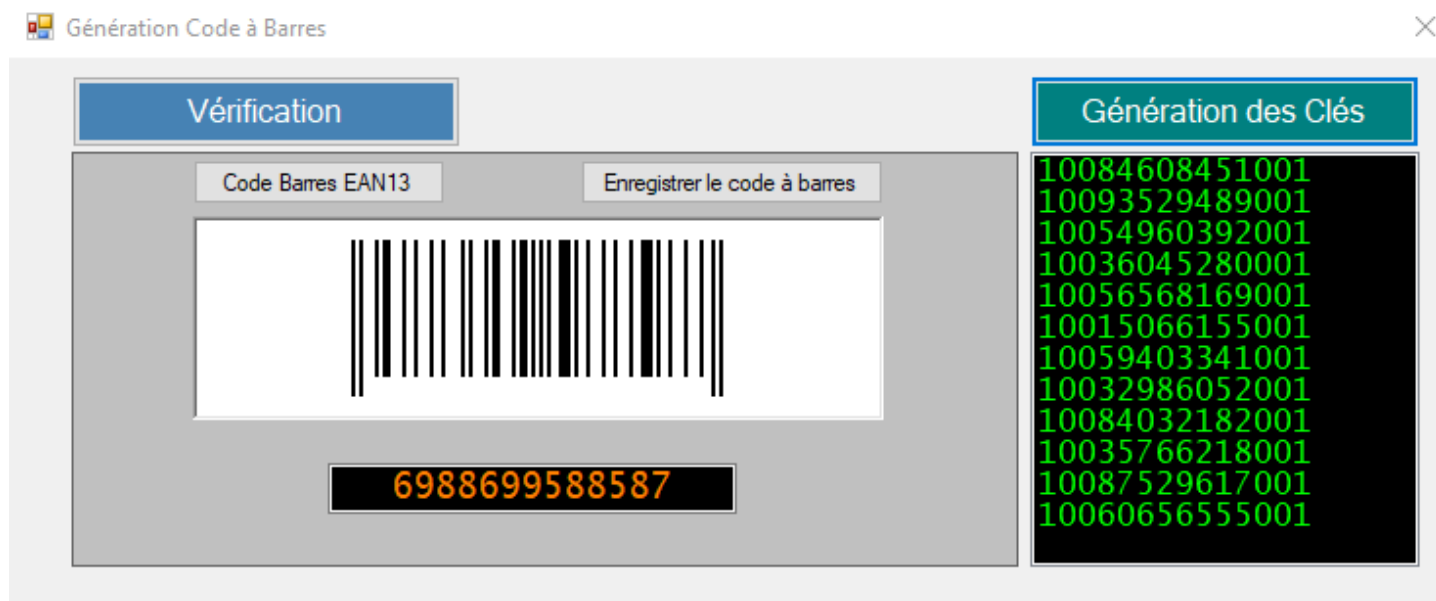 Génération Code à Barres
Vérification
Génération des Clés
Code Barres EAN13
Enregistrer le code à barres
6988699588587
10084608451001
10093529489001
10054960392001
10036045280001
10056568169001
10015066155001
10059403341001
10032986052001
10084032182001
10035766218001
10087529617001
10060656555001